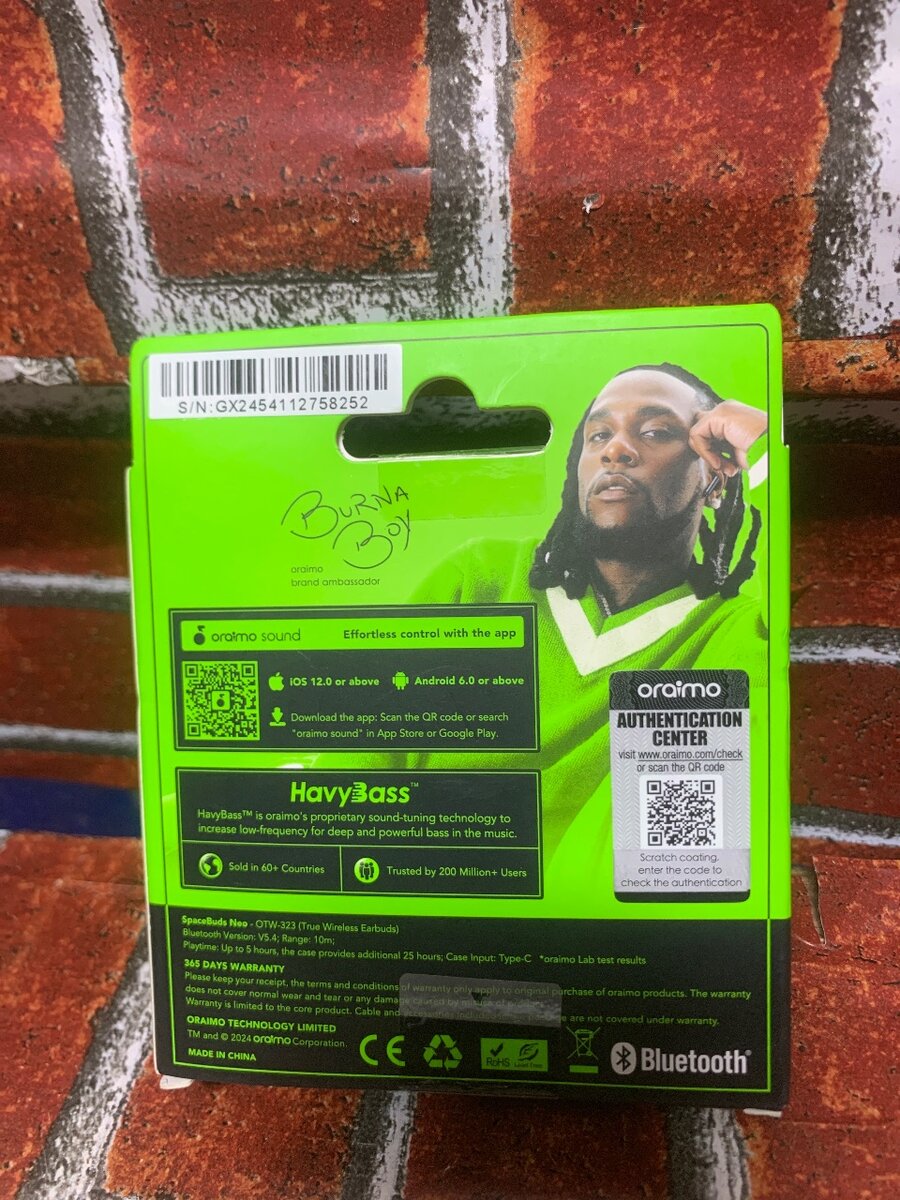 S/N:GX2454112758252
BURNA
BOY
oraimo
brand ambassador
oraimo sound
Effortless control with the app
iOS 12.0 or above
Android 6.0 or above
Download the app: Scan the QR code or search
"oraimo sound" in App Store or Google Play.
oraimo
AUTHENTICATION
CENTER
visit www.oraimo.com/check
or scan the QR code
Scratch coating,
enter the code to
check the authentication
HavyBass™
HavyBass™ is oraimo's proprietary sound-tuning technology to
increase low-frequency for deep and powerful bass in the music.
Sold in 60+ Countries
Trusted by 200 Million+ Users
SpaceBuds Neo - OTW-323 (True Wireless Earbuds)
Bluetooth Version: V5.4; Range: 10m;
Playtime: Up to 5 hours, the case provides additional 25 hours; Case Input: Type-C *oraimo Lab test results
365 DAYS WARRANTY
Please keep your receipt, the terms and conditions of warranty only apply to original purchase of oraimo products. The warranty
does not cover normal wear and tear or any damage caused by
Warranty is limited to the core product. Cable and accessories are not covered under warranty.
ORAIMO TECHNOLOGY LIMITED
TM and © 2024 oraimo Corporation.
MADE IN CHINA
CE
RoHS
Lead Free
Bluetooth®